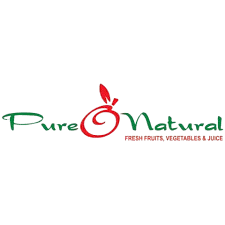 Pure O Natural
FRESH FRUITS, VEGETABLES & JUICE